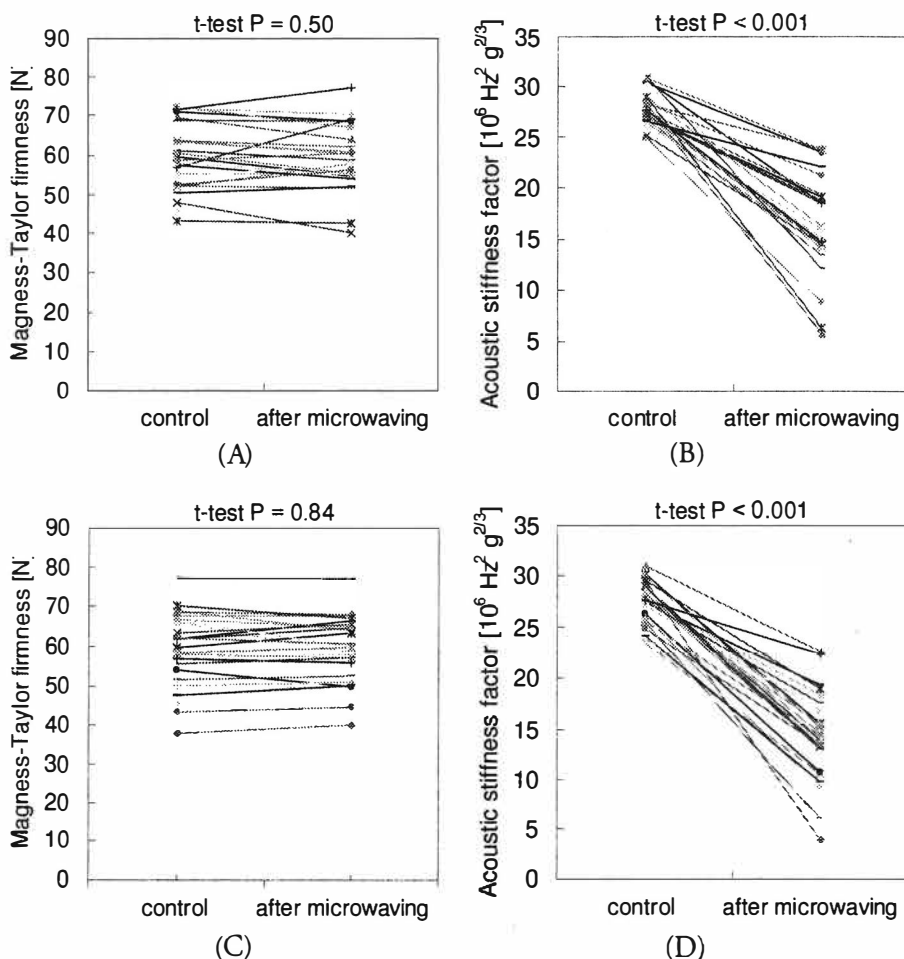 t-test P = 0.50
Magness-Taylor firmness [N]
90
80
70
60
50
40
30
20
10
0
control
after microwaving
(A)
t-test P < 0.001
Acoustic stiffness factor [10⁶ Hz² g²/³]
35
30
25
20
15
10
5
0
control
after microwaving
(B)
t-test P = 0.84
Magness-Taylor firmness [N]
90
80
70
60
50
40
30
20
10
0
control
after microwaving
(C)
t-test P < 0.001
Acoustic stiffness factor [10⁶ Hz² g²/³]
35
30
25
20
15
10
5
0
control
after microwaving
(D)